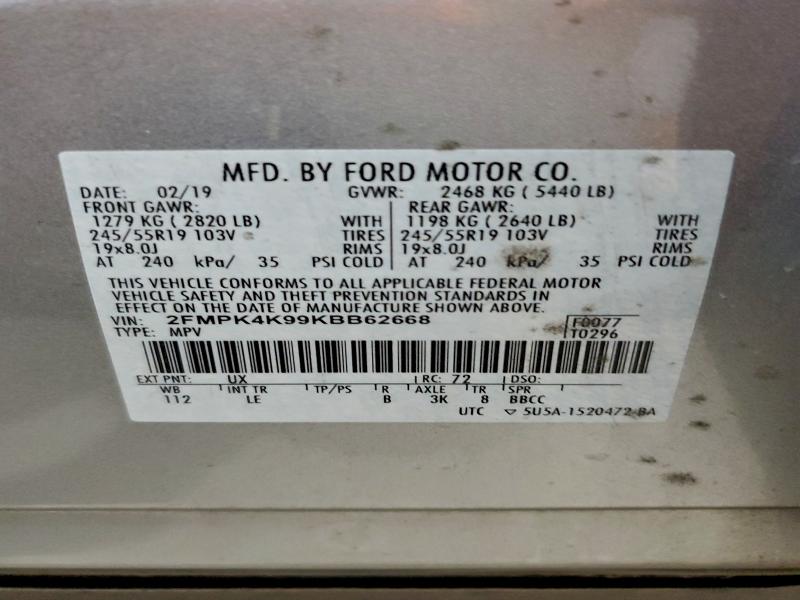 MFD. BY FORD MOTOR CO.
DATE: 02/19 GVWR: 2468 KG ( 5440 LB)
FRONT GAWR: REAR GAWR:
1279 KG ( 2820 LB) WITH 1198 KG ( 2640 LB) WITH
245/55R19 103V TIRES 245/55R19 103V TIRES
19x8.0J RIMS 19x8.0J RIMS
AT 240 kPa/ 35 PSI COLD AT 240 kPa/ 35 PSI COLD
THIS VEHICLE CONFORMS TO ALL APPLICABLE FEDERAL MOTOR
VEHICLE SAFETY AND THEFT PREVENTION STANDARDS IN
EFFECT ON THE DATE OF MANUFACTURE SHOWN ABOVE.
VIN: 2FMPK4K99KBB62668 F0077
TYPE: MPV T0296
EXT PNT: UX RC: 72 DSO:
WB INT TR TP/PS R AXLE TR SPR
112 LE B 3K 8 BBCC
UTC ▽ 5U5A-1520472-BA